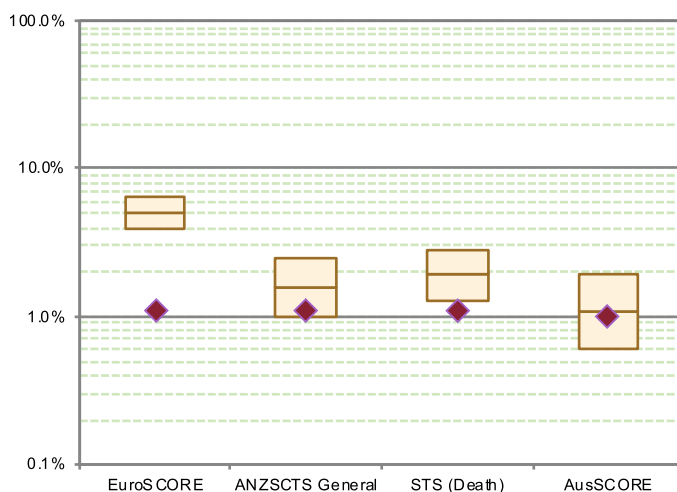 100.0%
10.0%
1.0%
0.1%
EuroSCORE ANZSCTS General STS (Death) AusSCORE